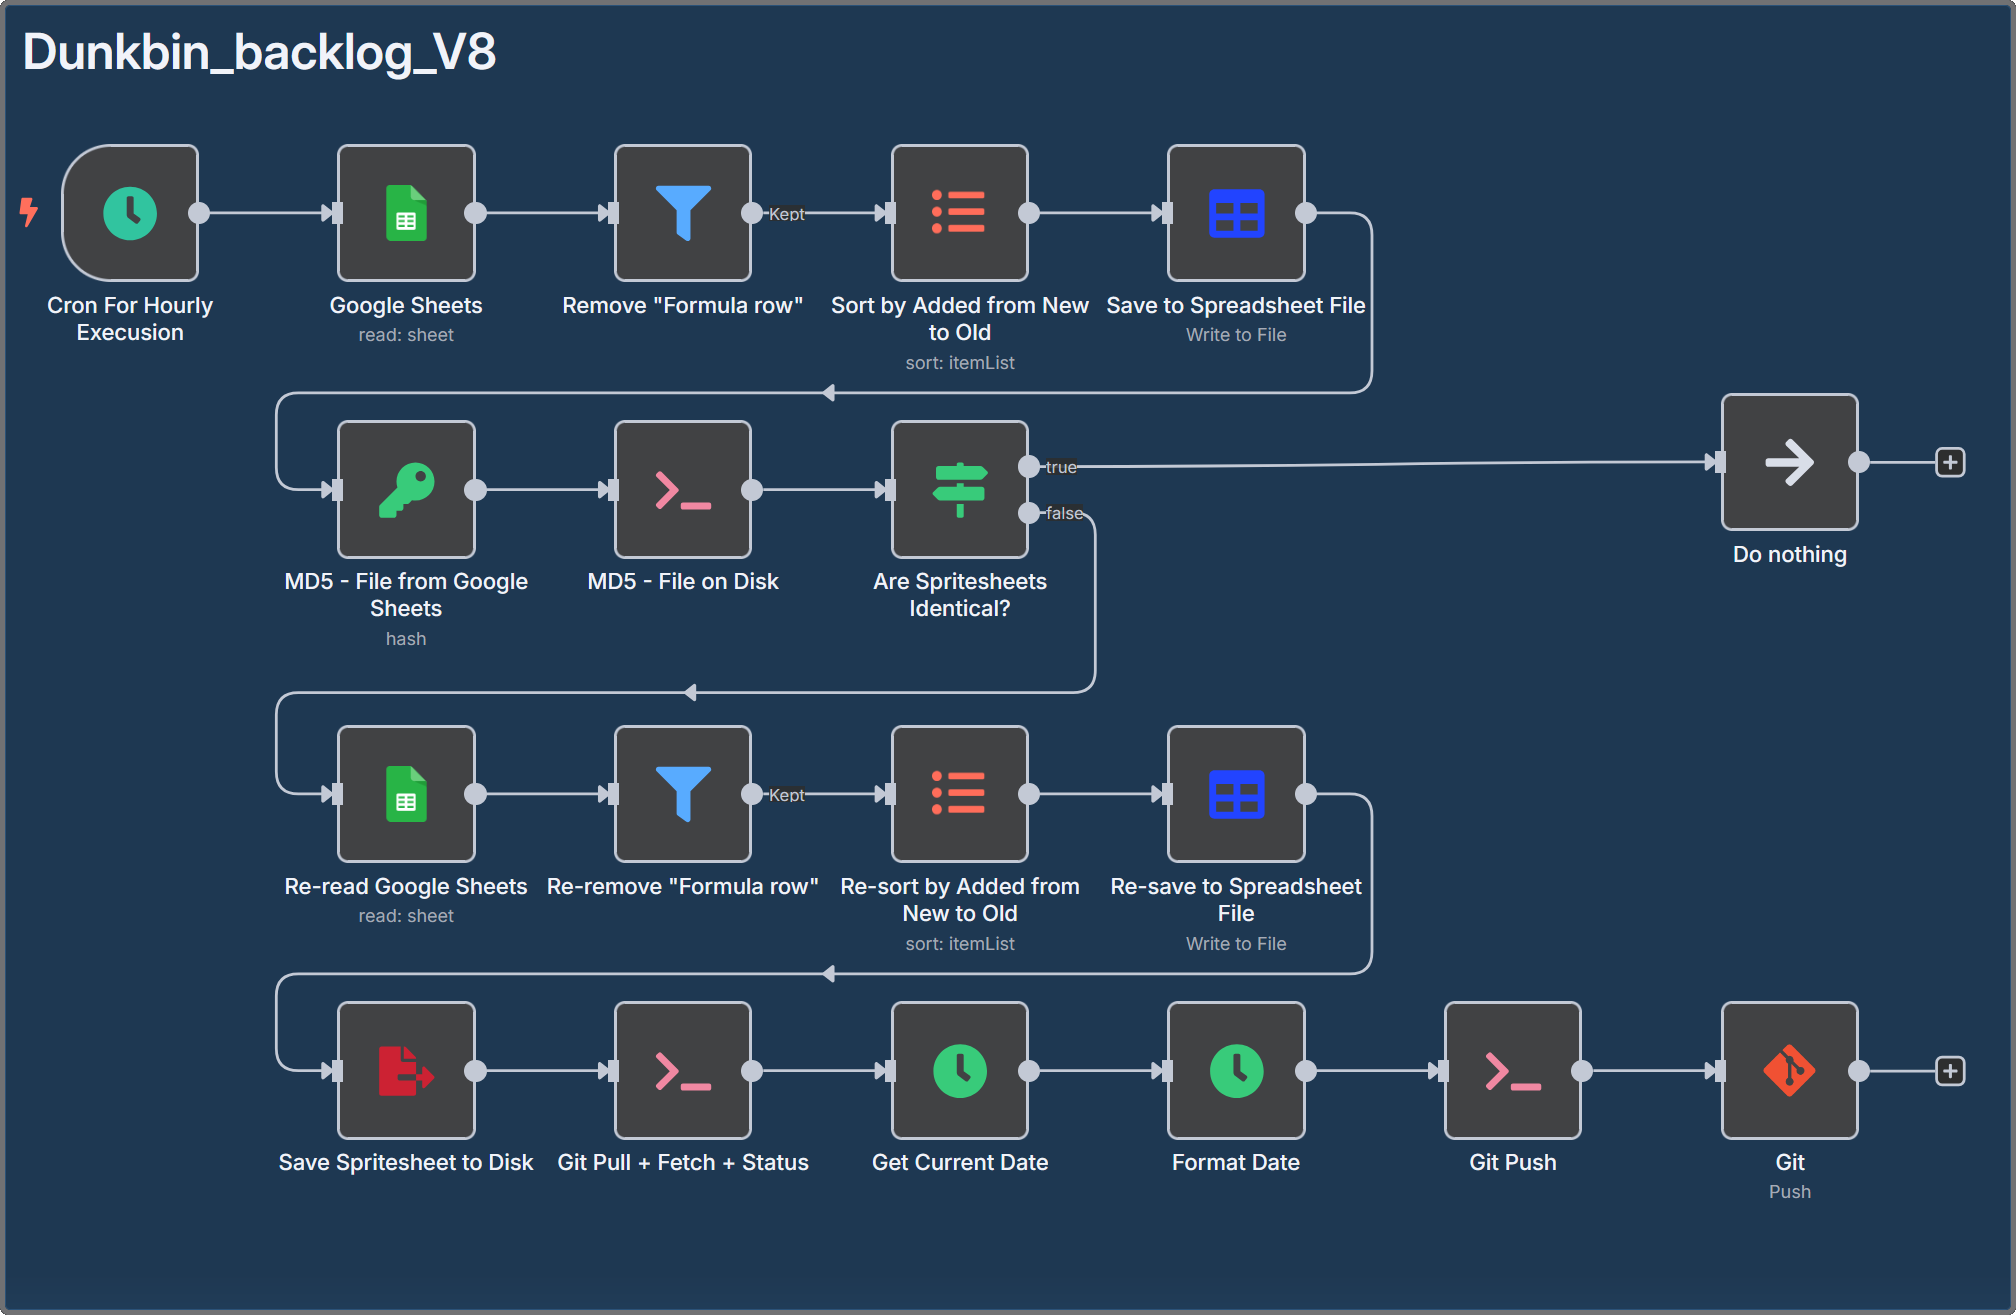 Dunkbin_backlog_V8
Kept
Cron For Hourly
Execusion
Google Sheets
read: sheet
Remove "Formula row"
Sort by Added from New
to Old
sort: itemList
Save to Spreadsheet File
Write to File
true
false
MD5 - File from Google
Sheets
hash
MD5 - File on Disk
Are Spritesheets
Identical?
Do nothing
Kept
Re-read Google Sheets
read: sheet
Re-remove "Formula row"
Re-sort by Added from
New to Old
sort: itemList
Re-save to Spreadsheet
File
Write to File
Save Spritesheet to Disk
Git Pull + Fetch + Status
Get Current Date
Format Date
Git Push
Git
Push